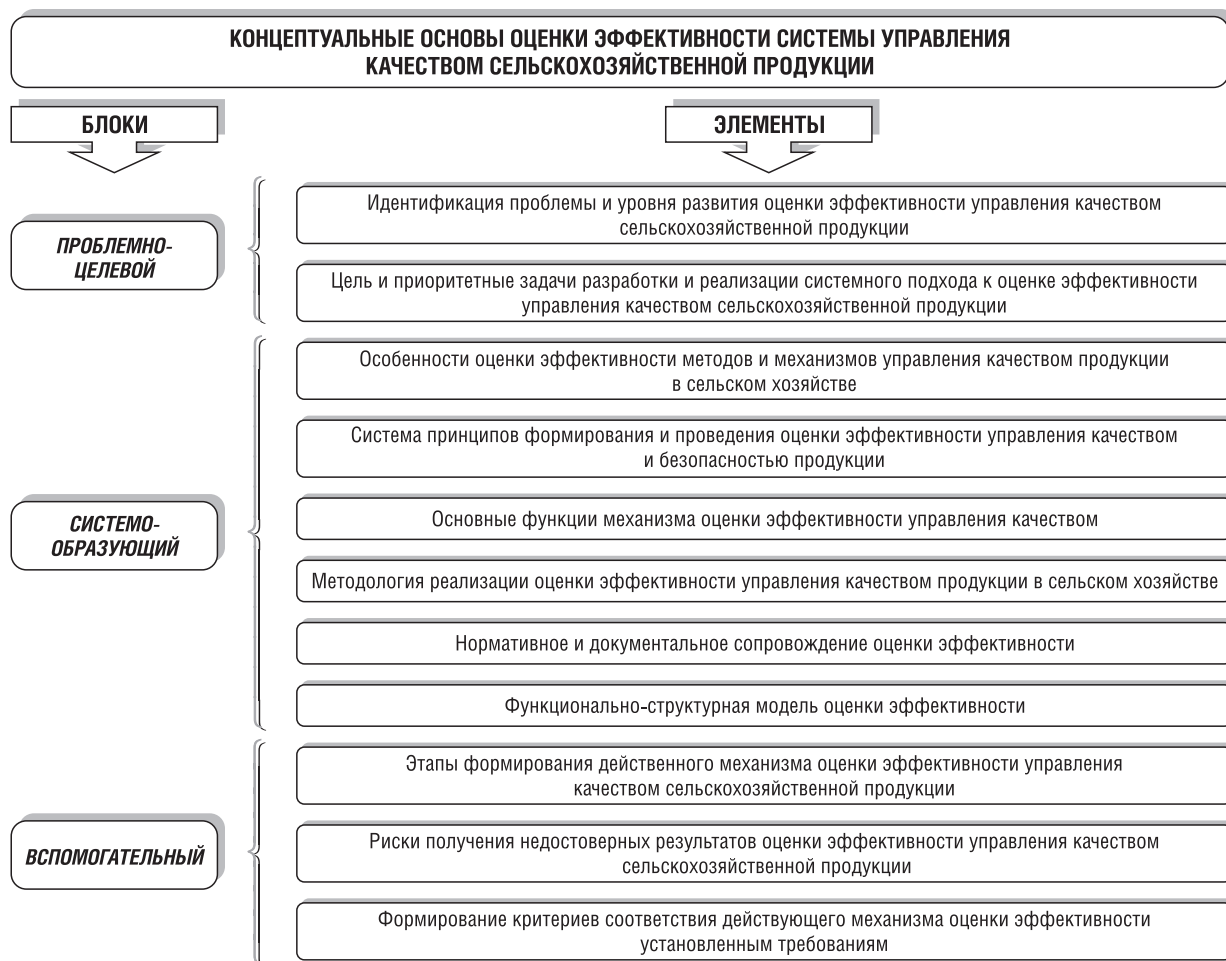 КОНЦЕПТУАЛЬНЫЕ ОСНОВЫ ОЦЕНКИ ЭФФЕКТИВНОСТИ СИСТЕМЫ УПРАВЛЕНИЯ
КАЧЕСТВОМ СЕЛЬСКОХОЗЯЙСТВЕННОЙ ПРОДУКЦИИ
БЛОКИ
ЭЛЕМЕНТЫ
ПРОБЛЕМНО-
ЦЕЛЕВОЙ
Идентификация проблемы и уровня развития оценки эффективности управления качеством
сельскохозяйственной продукции
Цель и приоритетные задачи разработки и реализации системного подхода к оценке эффективности
управления качеством сельскохозяйственной продукции
СИСТЕМО-
ОБРАЗУЮЩИЙ
Особенности оценки эффективности методов и механизмов управления качеством продукции
в сельском хозяйстве
Система принципов формирования и проведения оценки эффективности управления качеством
и безопасностью продукции
Основные функции механизма оценки эффективности управления качеством
Методология реализации оценки эффективности управления качеством продукции в сельском хозяйстве
Нормативное и документальное сопровождение оценки эффективности
Функционально-структурная модель оценки эффективности
ВСПОМОГАТЕЛЬНЫЙ
Этапы формирования действенного механизма оценки эффективности управления
качеством сельскохозяйственной продукции
Риски получения недостоверных результатов оценки эффективности управления качеством
сельскохозяйственной продукции
Формирование критериев соответствия действующего механизма оценки эффективности
установленным требованиям